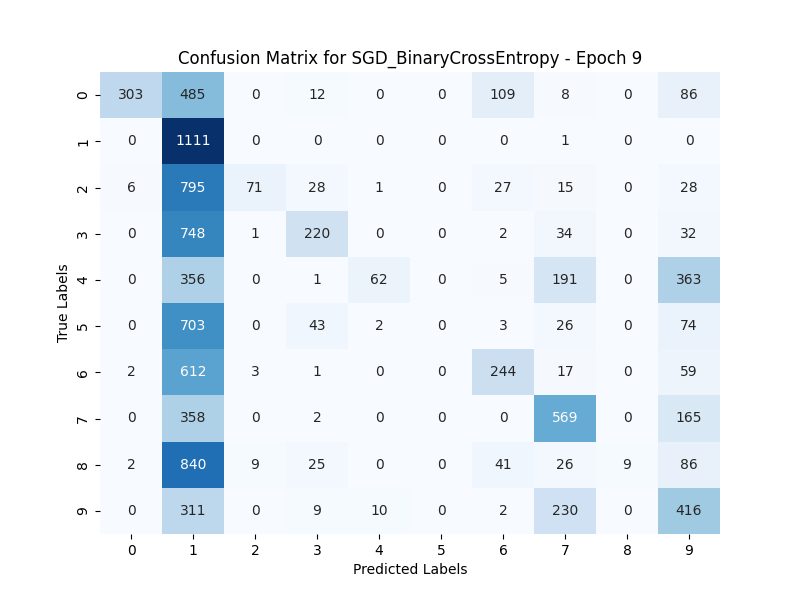 Confusion Matrix for SGD_BinaryCrossEntropy - Epoch 9
0 303 485 0 12 0 0 109 8 0 86
1 0 1111 0 0 0 0 0 1 0 0
2 6 795 71 28 1 0 27 15 0 28
3 0 748 1 220 0 0 2 34 0 32
4 0 356 0 1 62 0 5 191 0 363
5 0 703 0 43 2 0 3 26 0 74
6 2 612 3 1 0 0 244 17 0 59
7 0 358 0 2 0 0 0 569 0 165
8 2 840 9 25 0 0 41 26 9 86
9 0 311 0 9 10 0 2 230 0 416
True Labels
0 1 2 3 4 5 6 7 8 9
Predicted Labels